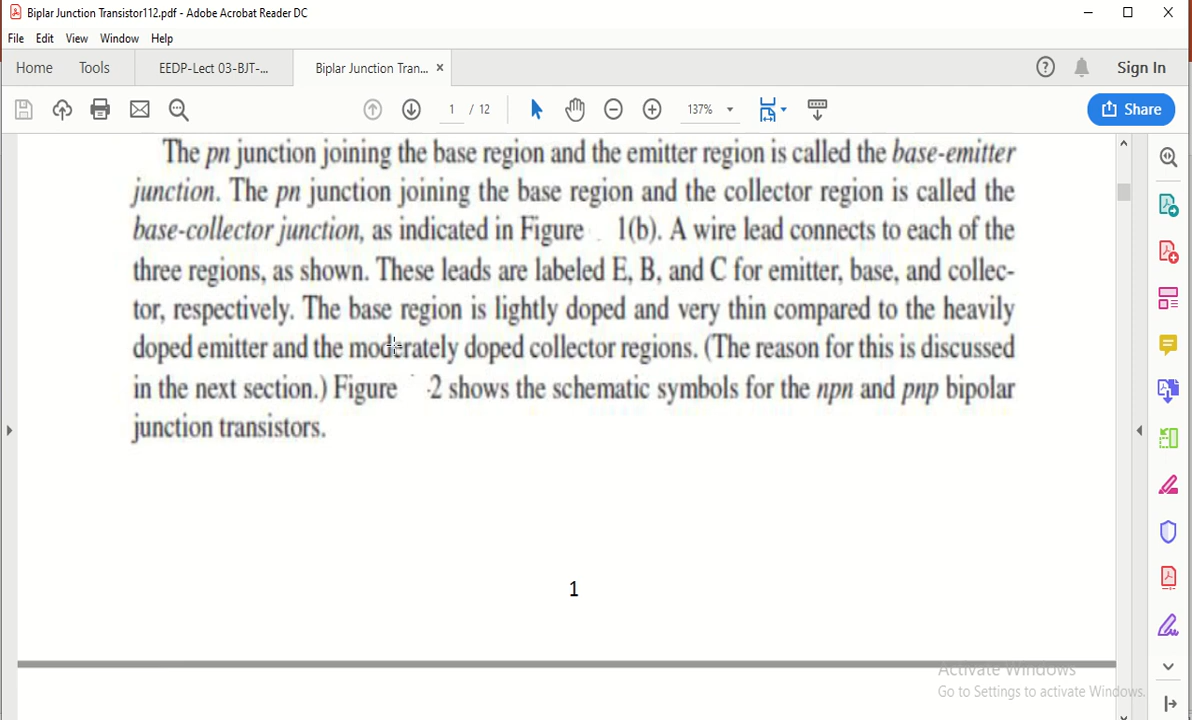 Biplar Junction Transistor112.pdf - Adobe Acrobat Reader DC
File Edit View Window Help
Home Tools EEDP-Lect 03-BJT-... Biplar Junction Tran... × Sign In
1 / 12 137% Share
The pn junction joining the base region and the emitter region is called the base-emitter
junction. The pn junction joining the base region and the collector region is called the
base-collector junction, as indicated in Figure 1(b). A wire lead connects to each of the
three regions, as shown. These leads are labeled E, B, and C for emitter, base, and collec-
tor, respectively. The base region is lightly doped and very thin compared to the heavily
doped emitter and the moderately doped collector regions. (The reason for this is discussed
in the next section.) Figure -2 shows the schematic symbols for the npn and pnp bipolar
junction transistors.
1
Activate Windows
Go to Settings to activate Windows.